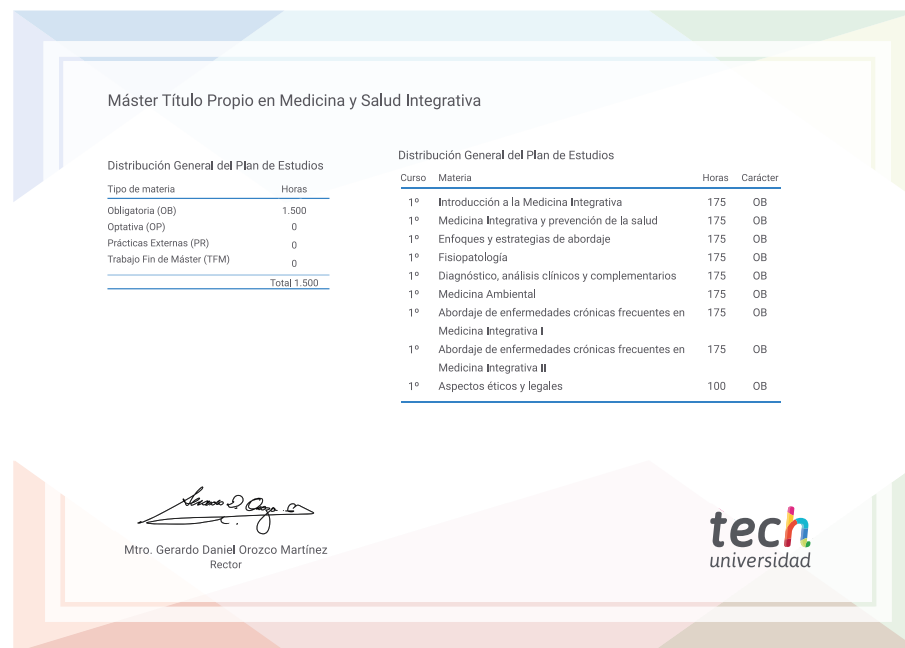 Máster Título Propio en Medicina y Salud Integrativa
Distribución General del Plan de Estudios
Tipo de materia Horas
Obligatoria (OB) 1.500
Optativa (OP) 0
Prácticas Externas (PR) 0
Trabajo Fin de Máster (TFM) 0
Total 1.500
Distribución General del Plan de Estudios
Curso Materia Horas Carácter
1º Introducción a la Medicina Integrativa 175 OB
1º Medicina Integrativa y prevención de la salud 175 OB
1º Enfoques y estrategias de abordaje 175 OB
1º Fisiopatología 175 OB
1º Diagnóstico, análisis clínicos y complementarios 175 OB
1º Medicina Ambiental 175 OB
1º Abordaje de enfermedades crónicas frecuentes en 175 OB
Medicina Integrativa I
1º Abordaje de enfermedades crónicas frecuentes en 175 OB
Medicina Integrativa II
1º Aspectos éticos y legales 100 OB
Mtro. Gerardo Daniel Orozco Martínez
Rector
tech
universidad